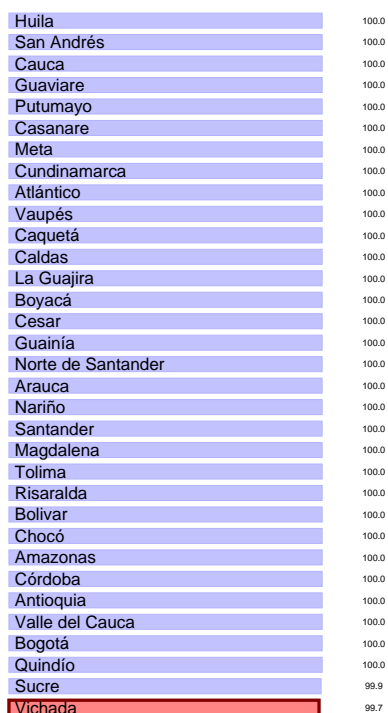 Huila 100.0
San Andrés 100.0
Cauca 100.0
Guaviare 100.0
Putumayo 100.0
Casanare 100.0
Meta 100.0
Cundinamarca 100.0
Atlántico 100.0
Vaupés 100.0
Caquetá 100.0
Caldas 100.0
La Guajira 100.0
Boyacá 100.0
Cesar 100.0
Guainía 100.0
Norte de Santander 100.0
Arauca 100.0
Nariño 100.0
Santander 100.0
Magdalena 100.0
Tolima 100.0
Risaralda 100.0
Bolivar 100.0
Chocó 100.0
Amazonas 100.0
Córdoba 100.0
Antioquia 100.0
Valle del Cauca 100.0
Bogotá 100.0
Quindío 100.0
Sucre 99.9
Vichada 99.7